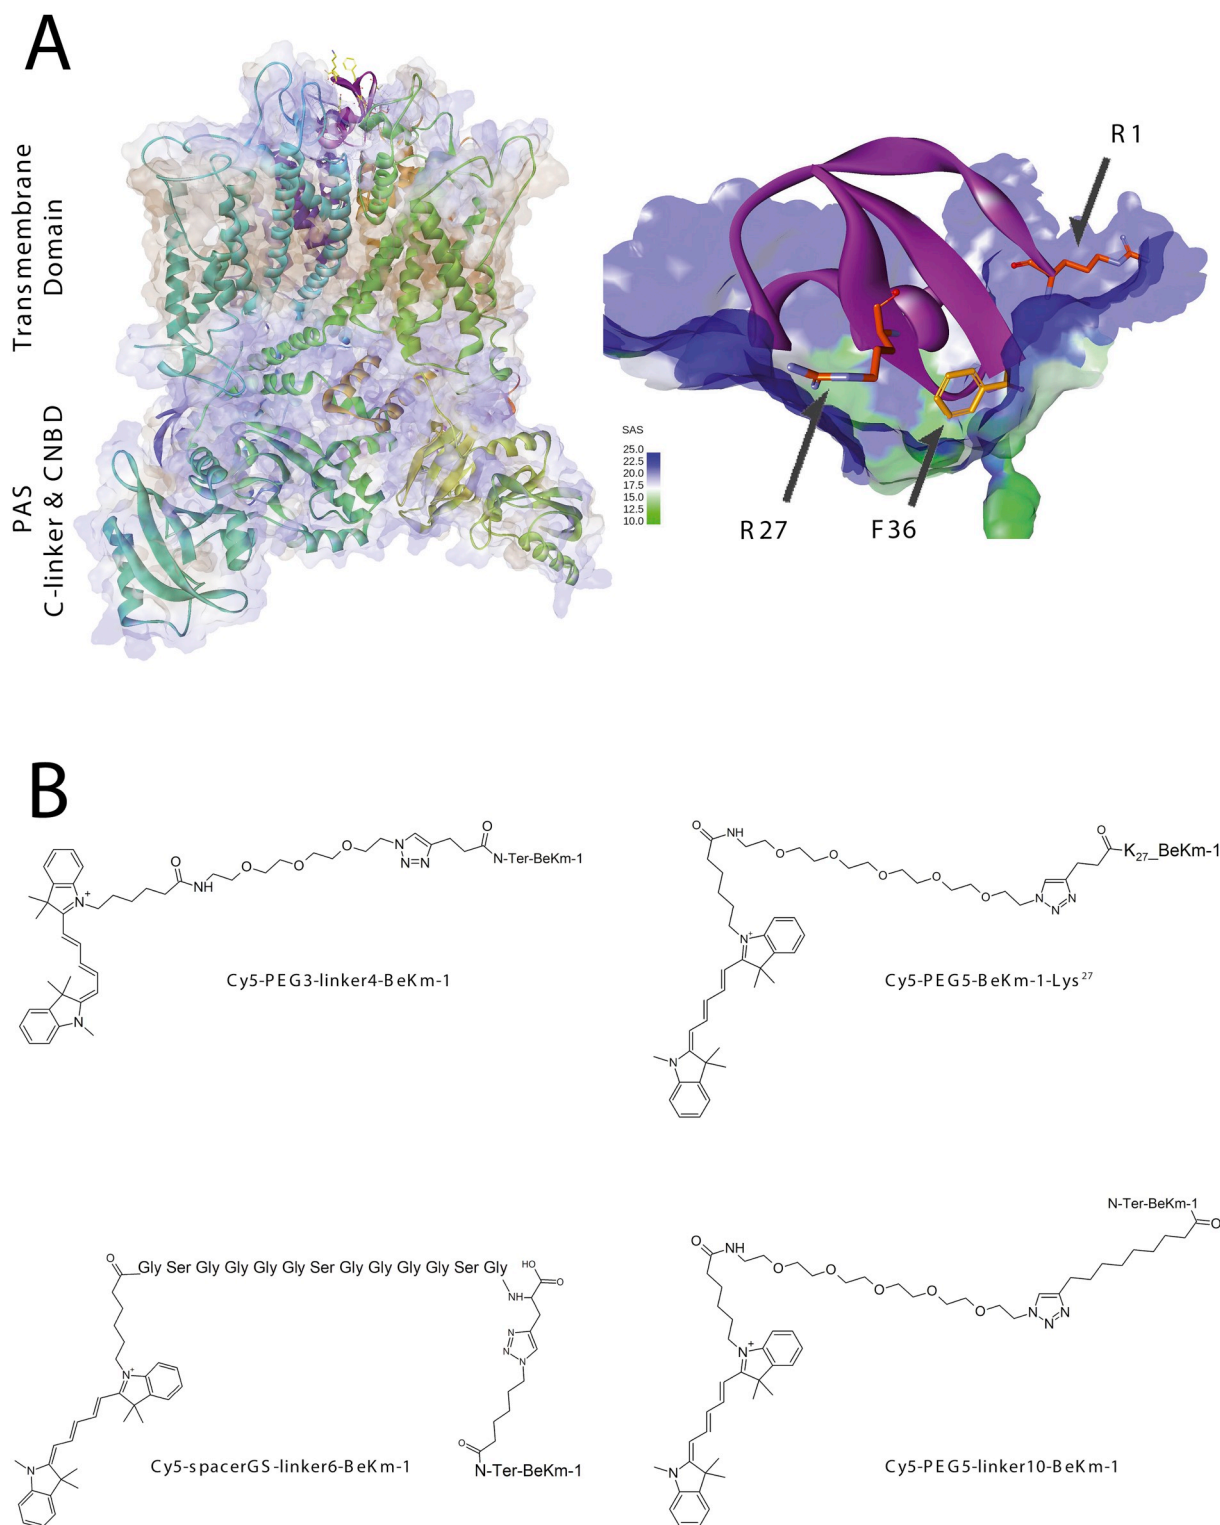 A
Transmembrane
Domain
PAS
C-linker & CNBD
R1
SAS
25.0
22.5
20.0
17.5
15.0
12.5
10.0
R27
F36
B
O
NH
O
O
O
N
N=N
O
N-Ter-BeKm-1
N+
N
Cy5-PEG3-linker4-BeKm-1
O
NH
O
O
O
O
O
N
N
N
O
K27_BeKm-1
N+
N
Cy5-PEG5-BeKm-1-Lys27
O
Gly Ser Gly Gly Gly Gly Ser Gly Gly Gly Gly Ser Gly
HO
O
NH
N
N
N
N+
N
O
N-Ter-BeKm-1
Cy5-spacerGS-linker6-BeKm-1
N-Ter-BeKm-1
O
O
NH
O
O
O
O
O
N
N
N
N+
N
Cy5-PEG5-linker10-BeKm-1